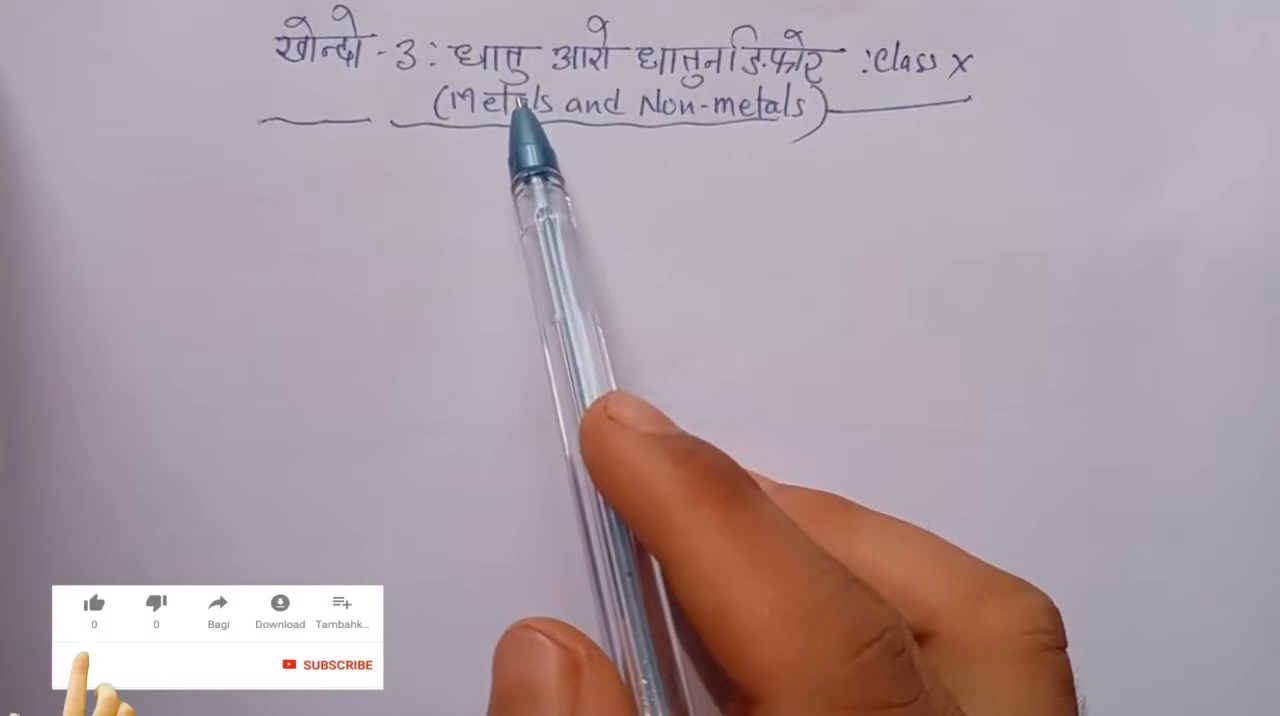 खोन्दो - 3 : धातु आरो धातुनङिफोर : Class X
(Metals and Non-metals)
0 0 Bagi Download Tambahk...
SUBSCRIBE